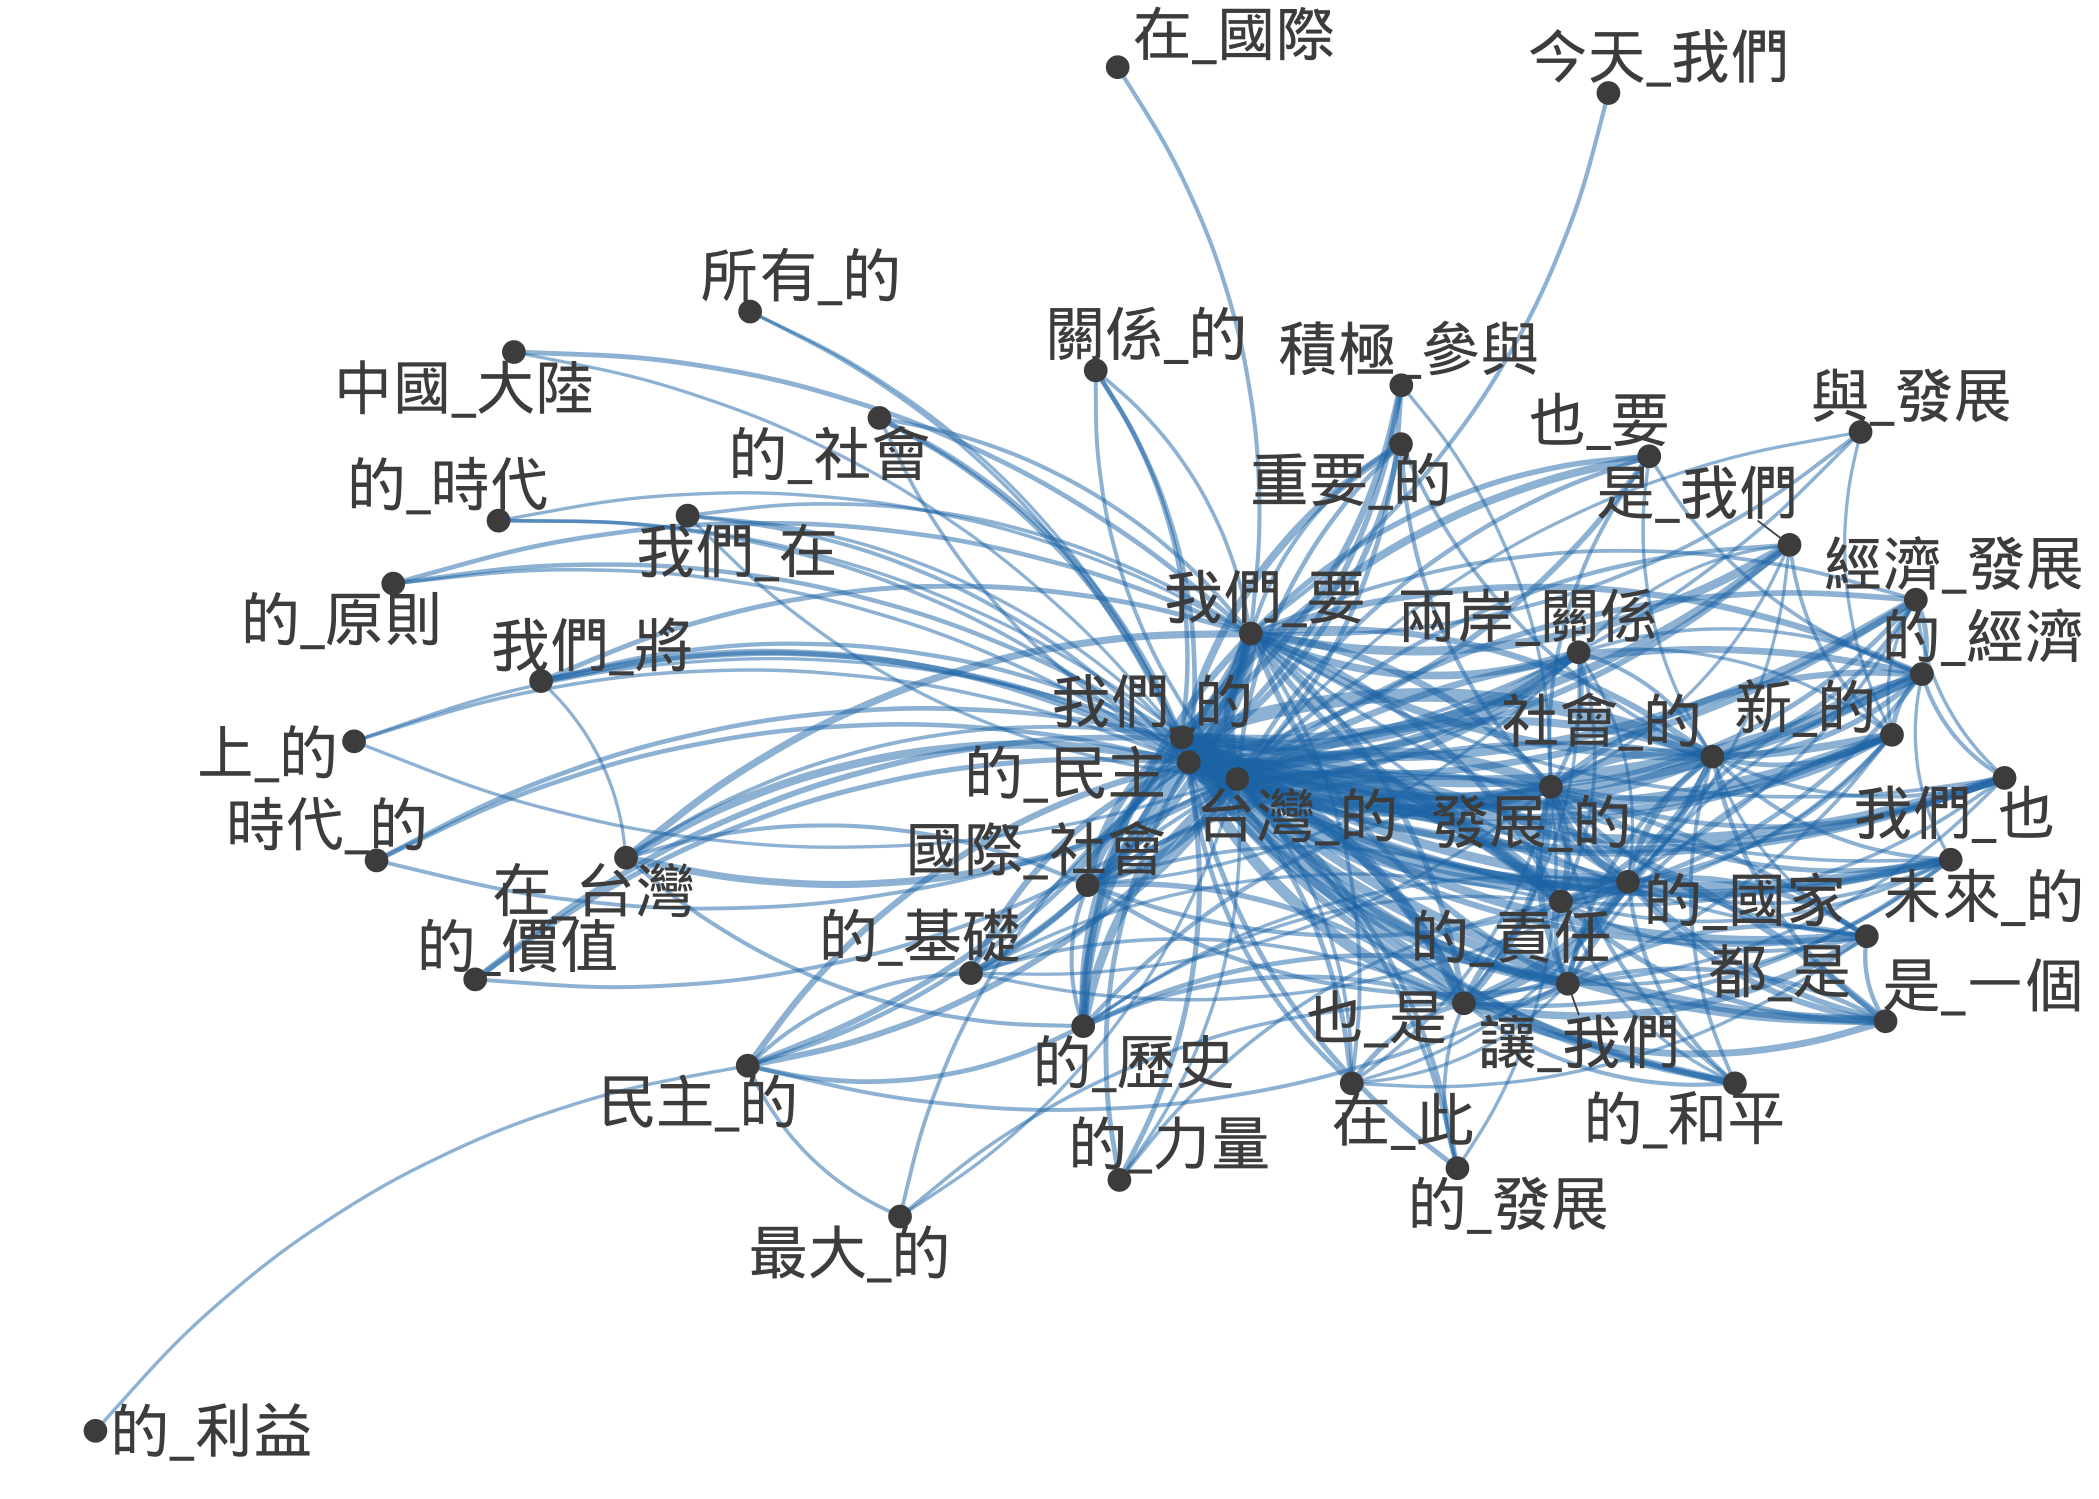 在_國際
今天_我們
所有_的
關係_的
積極_參與
中國_大陸
與_發展
也_要
的_社會
重要_的
是_我們
的_時代
我們_在
經濟_發展
我們_要
兩岸_關係
的_原則
的_經濟
我們_將
我們_的
社會_的
新_的
上_的
的_民主
台灣_的
發展_的
我們_也
時代_的
國際_社會
在_台灣
未來_的
的_國家
的_基礎
的_責任
的_價值
都_是
是_一個
也_是
讓_我們
的_歷史
民主_的
在_此
的_和平
的_力量
的_發展
最大_的
的_利益